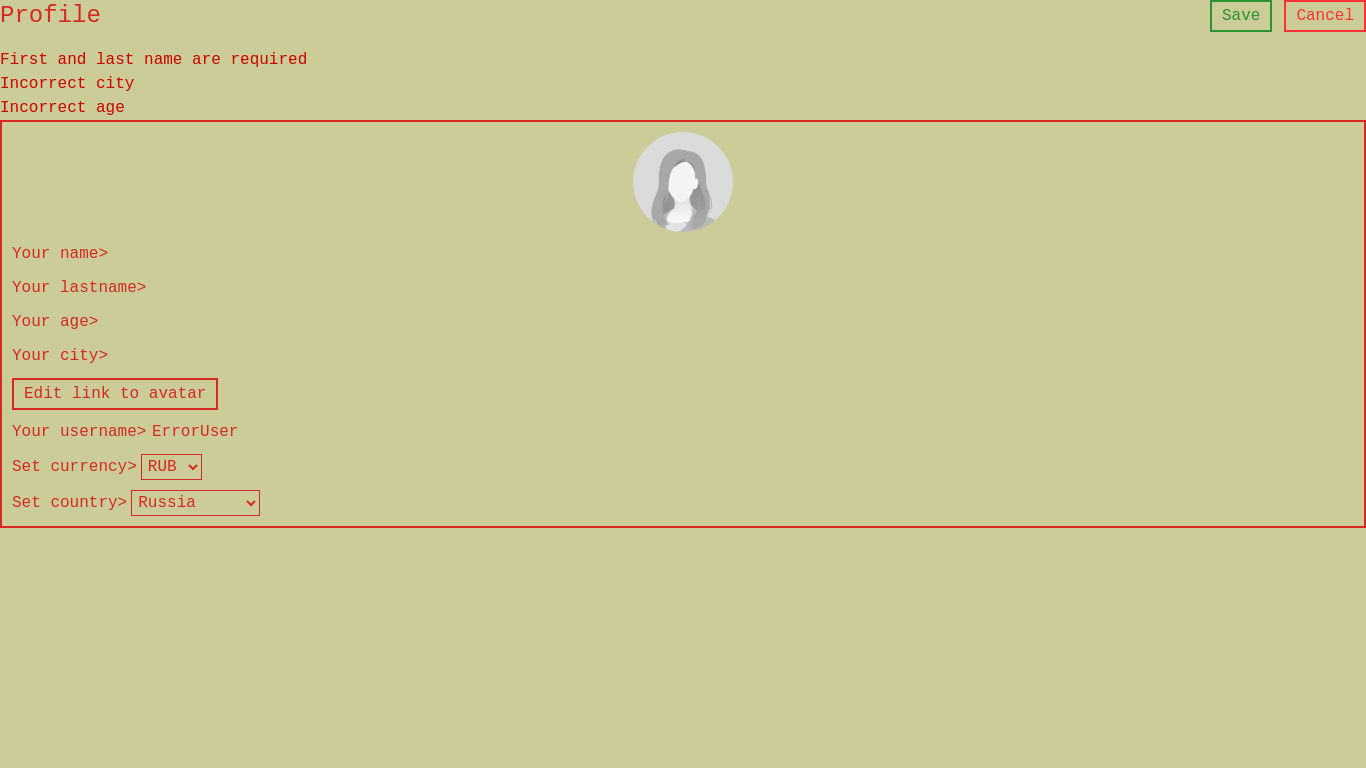 Profile Save Cancel
First and last name are required
Incorrect city
Incorrect age
Your name>
Your lastname>
Your age>
Your city>
Edit link to avatar
Your username> ErrorUser
Set currency> RUB
Set country> Russia